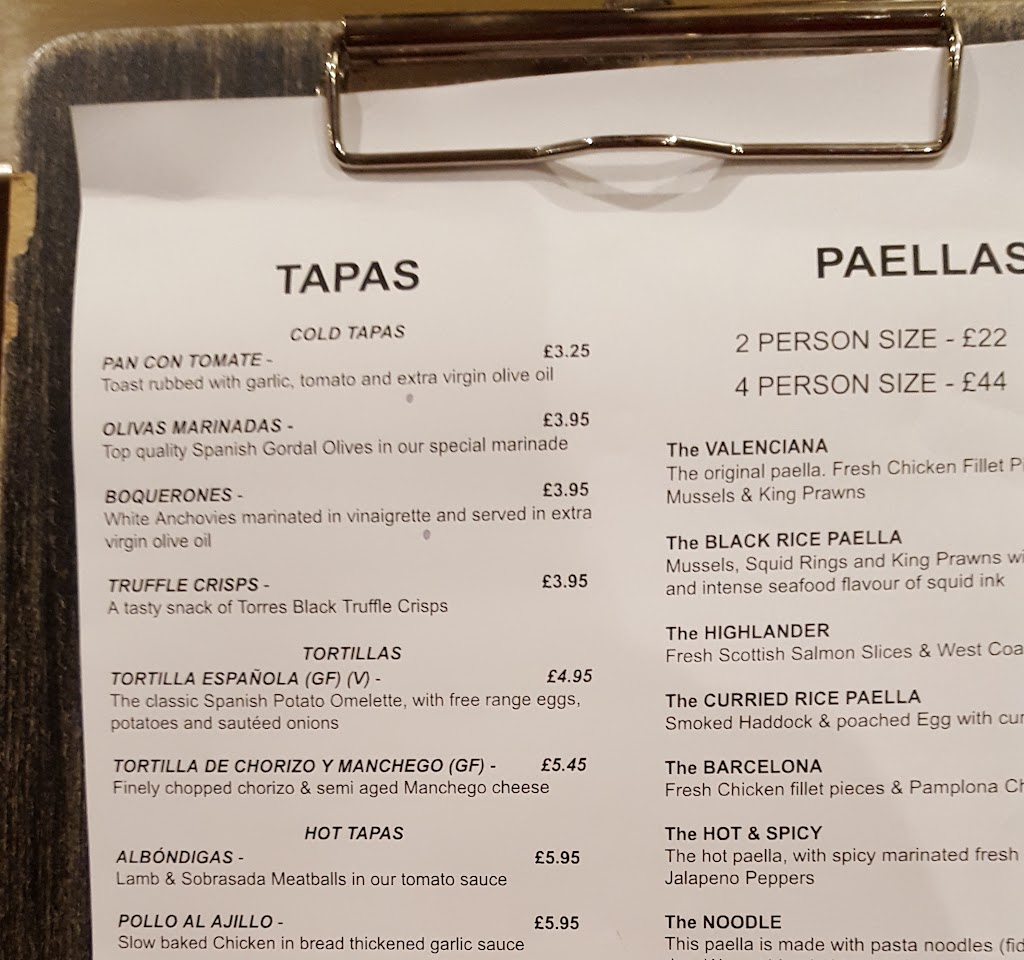 TAPAS
COLD TAPAS
PAN CON TOMATE - £3.25
Toast rubbed with garlic, tomato and extra virgin olive oil
OLIVAS MARINADAS - £3.95
Top quality Spanish Gordal Olives in our special marinade
BOQUERONES - £3.95
White Anchovies marinated in vinaigrette and served in extra
virgin olive oil
TRUFFLE CRISPS - £3.95
A tasty snack of Torres Black Truffle Crisps
TORTILLAS
TORTILLA ESPAÑOLA (GF) (V) - £4.95
The classic Spanish Potato Omelette, with free range eggs,
potatoes and sautéed onions
TORTILLA DE CHORIZO Y MANCHEGO (GF) - £5.45
Finely chopped chorizo & semi aged Manchego cheese
HOT TAPAS
ALBÓNDIGAS - £5.95
Lamb & Sobrasada Meatballs in our tomato sauce
POLLO AL AJILLO - £5.95
Slow baked Chicken in bread thickened garlic sauce
PAELLAS
2 PERSON SIZE - £22
4 PERSON SIZE - £44
The VALENCIANA
The original paella. Fresh Chicken Fillet
Mussels & King Prawns
The BLACK RICE PAELLA
Mussels, Squid Rings and King Prawns
and intense seafood flavour of squid ink
The HIGHLANDER
Fresh Scottish Salmon Slices & West
The CURRIED RICE PAELLA
Smoked Haddock & poached Egg with
The BARCELONA
Fresh Chicken fillet pieces & Pamplona
The HOT & SPICY
The hot paella, with spicy marinated fresh
Jalapeno Peppers
The NOODLE
This paella is made with pasta noodles